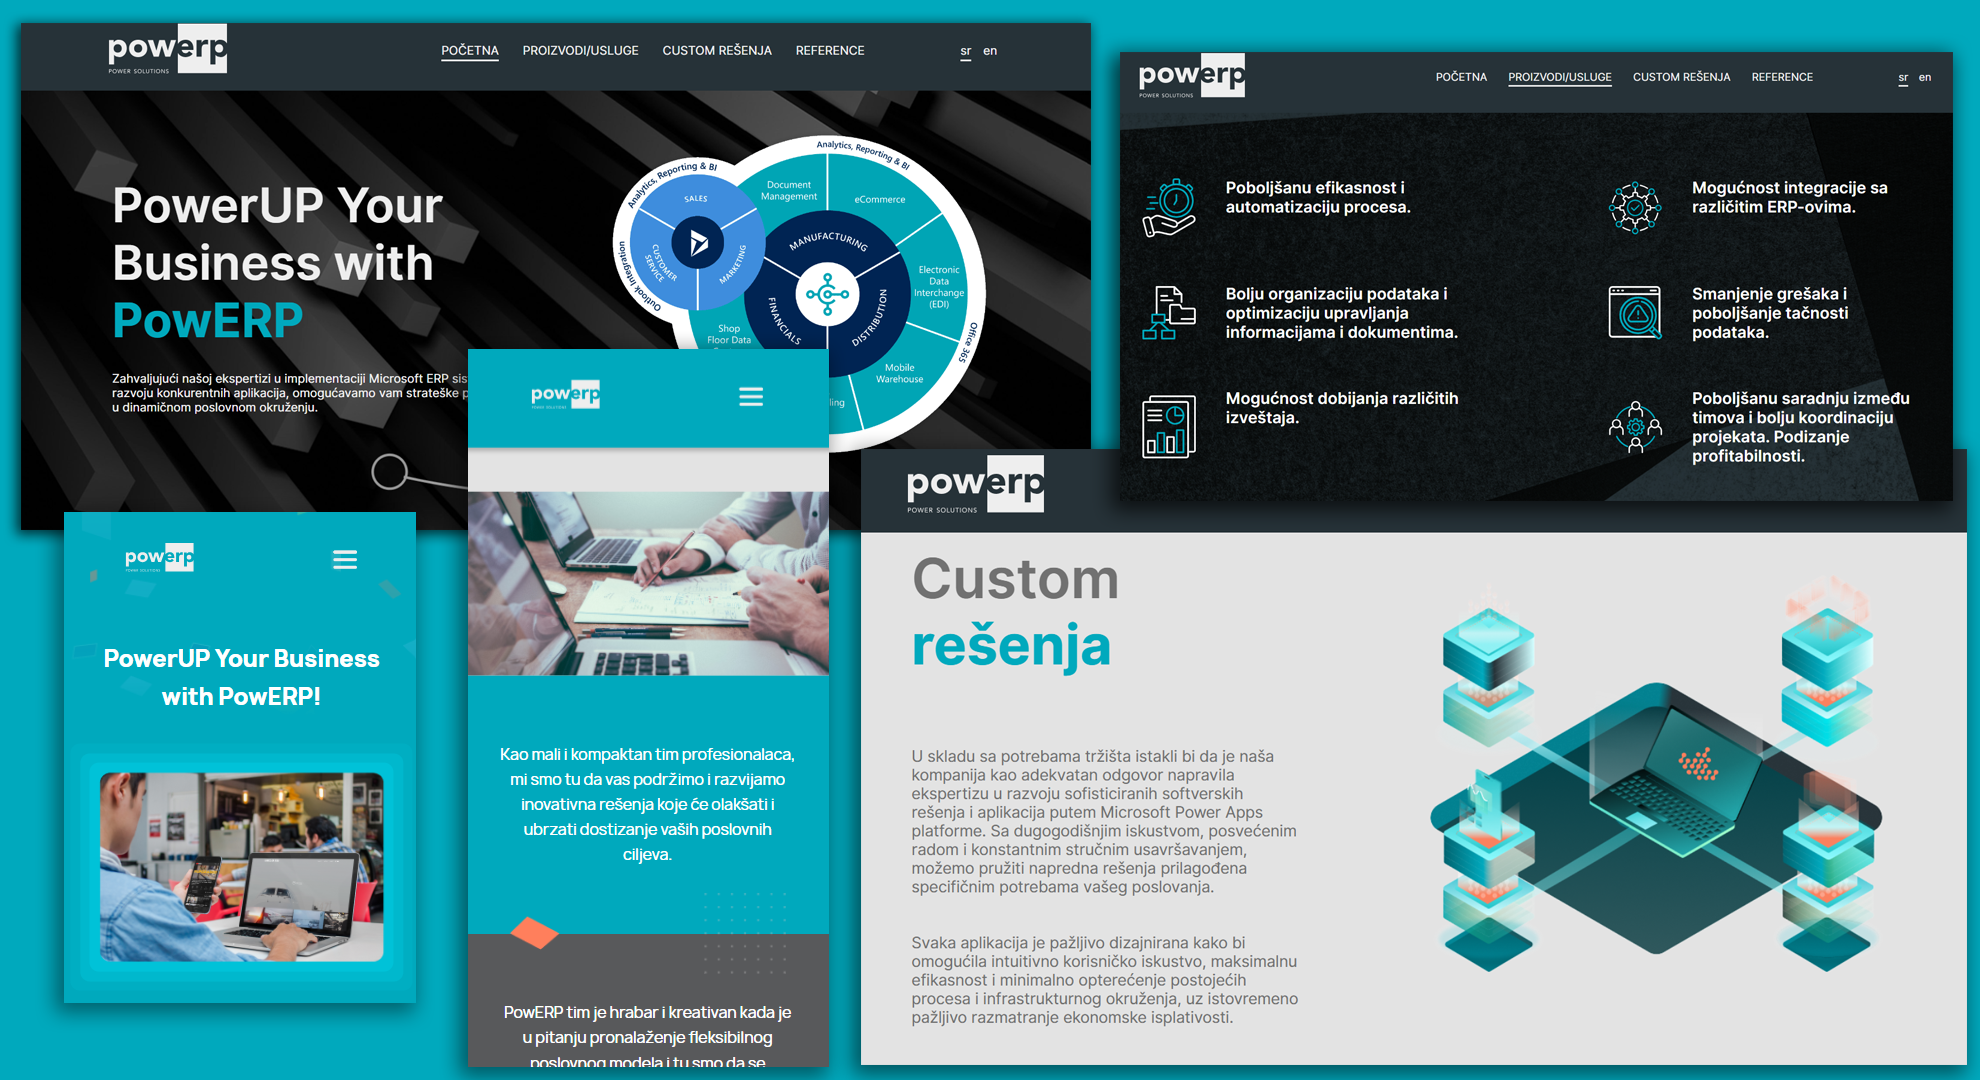 powerp
POWER SOLUTIONS
POČETNA
PROIZVODI/USLUGE
CUSTOM REŠENJA
REFERENCE
sr
en
PowerUP Your
Business with
PowERP
Zahvaljujući našoj ekspertizi u implementaciji Microsoft ERP sis
razvoju konkurentnih aplikacija, omogućavamo vam strateške p
u dinamičnom poslovnom okruženju.
Analytics, Reporting & BI
SALES
CUSTOMER
SERVICE
MARKETING
Outlook Integration
Analytics, Reporting & BI
Document
Management
eCommerce
Electronic
Data
Interchange
(EDI)
Mobile
Warehouse
ling
Shop
Floor Data
Office 365
MANUFACTURING
FINANCIALS
DISTRIBUTION
powerp
POWER SOLUTIONS
POČETNA
PROIZVODI/USLUGE
CUSTOM REŠENJA
REFERENCE
sr
en
Poboljšanu efikasnost i
automatizaciju procesa.
Mogućnost integracije sa
različitim ERP-ovima.
Bolju organizaciju podataka i
optimizaciju upravljanja
informacijama i dokumentima.
Smanjenje grešaka i
poboljšanje tačnosti
podataka.
Mogućnost dobijanja različitih
izveštaja.
Poboljšanu saradnju između
timova i bolju koordinaciju
projekata. Podizanje
profitabilnosti.
powerp
POWER SOLUTIONS
PowerUP Your Business
with PowERP!
powerp
POWER SOLUTIONS
Kao mali i kompaktan tim profesionalaca,
mi smo tu da vas podržimo i razvijamo
inovativna rešenja koje će olakšati i
ubrzati dostizanje vaših poslovnih
ciljeva.
PowERP tim je hrabar i kreativan kada je
u pitanju pronalaženje fleksibilnog
poslovnog modela i tu smo da se
powerp
POWER SOLUTIONS
Custom
rešenja
U skladu sa potrebama tržišta istakli bi da je naša
kompanija kao adekvatan odgovor napravila
ekspertizu u razvoju sofisticiranih softverskih
rešenja i aplikacija putem Microsoft Power Apps
platforme. Sa dugogodišnjim iskustvom, posvećenim
radom i konstantnim stručnim usavršavanjem,
možemo pružiti napredna rešenja prilagođena
specifičnim potrebama vašeg poslovanja.
Svaka aplikacija je pažljivo dizajnirana kako bi
omogućila intuitivno korisničko iskustvo, maksimalnu
efikasnost i minimalno opterećenje postojećih
procesa i infrastrukturnog okruženja, uz istovremeno
pažljivo razmatranje ekonomske isplativosti.